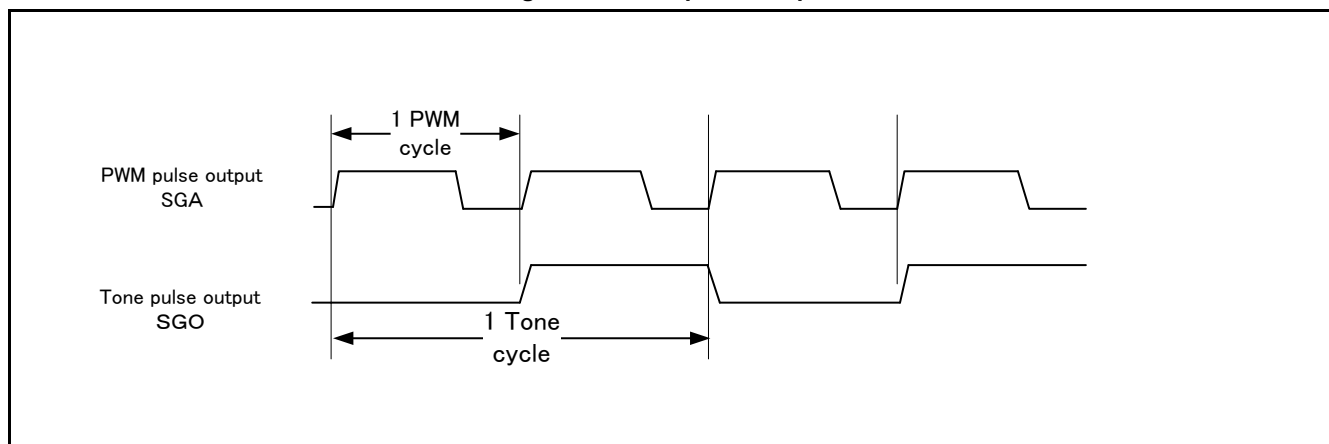 1 PWM
cycle
PWM pulse output
SGA
Tone pulse output
SGO
1 Tone
cycle